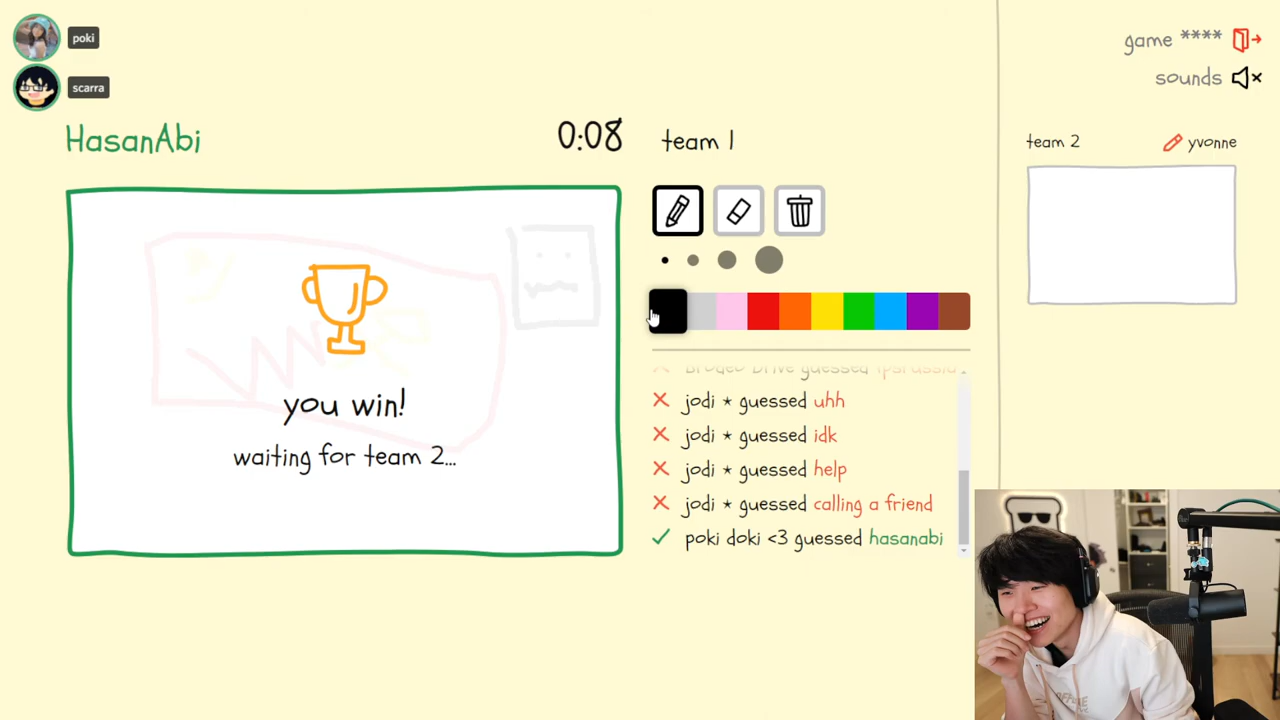 poki
scarra
game ****
sounds
HasanAbi
0:08
team 1
team 2
yvonne
you win!
waiting for team 2...
jodi ★ guessed uhh
jodi ★ guessed idk
jodi ★ guessed help
jodi ★ guessed calling a friend
poki doki <3 guessed hasanabi